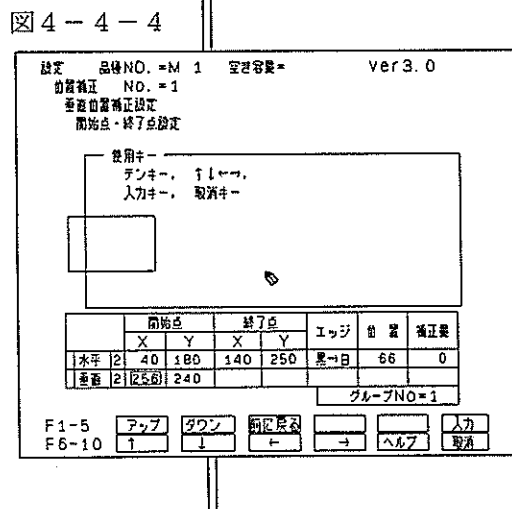 図4-4-4
設定 品種NO.=M 1 空き容量= Ver3.0
位置補正 NO.=1
垂直位置補正設定
開始点・終了点設定
使用キー
テンキー, ↑↓←→,
入力キー, 取消キー
開始点 終了点 エッジ 位置 補正量
X Y X Y
水平 2 40 180 140 250 黒→白 66 0
垂直 2 256 240
グループNO=1
F1-5 アップ ダウン 前に戻る 入力
F6-10 ↑ ↓ ← → ヘルプ 取消